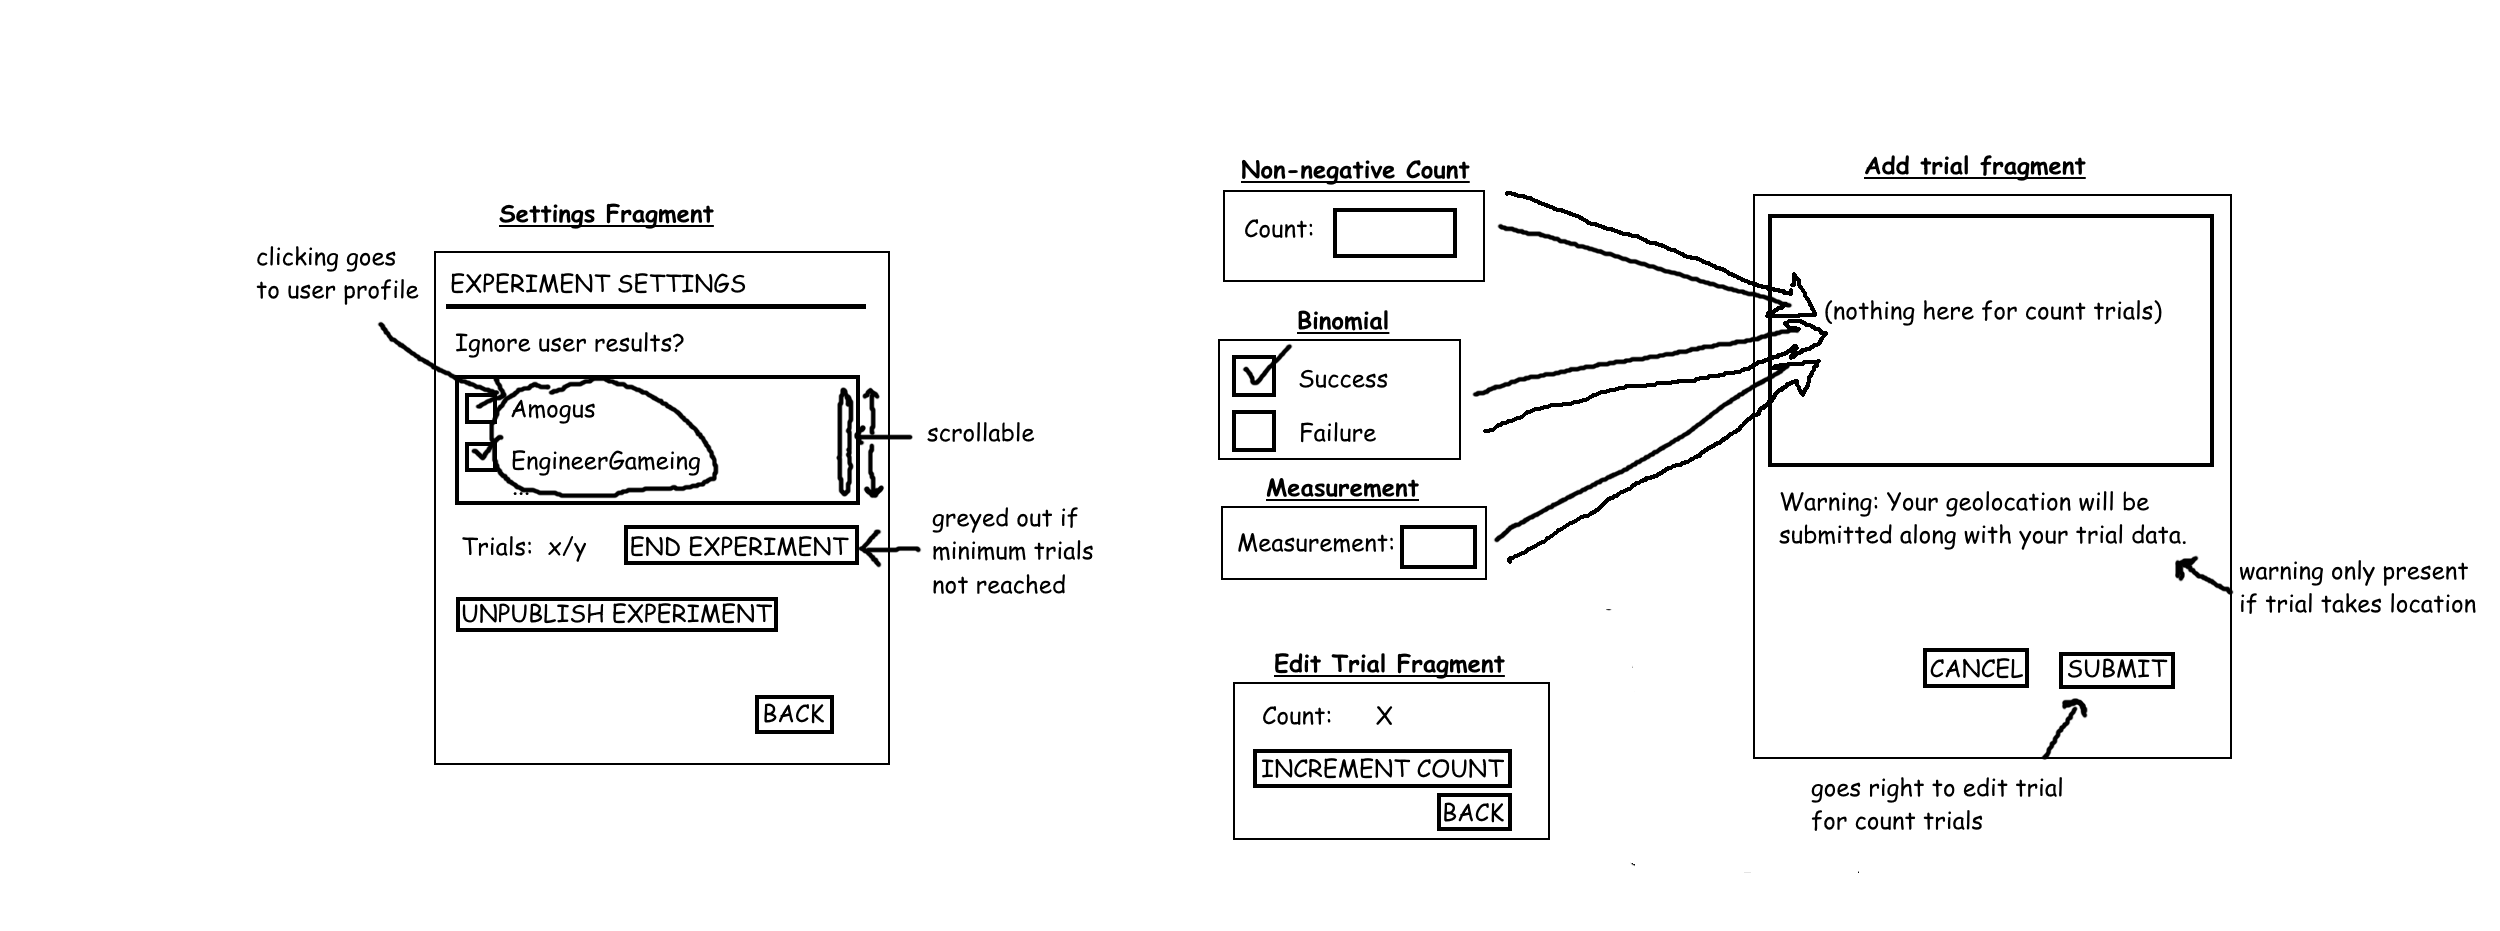 Settings Fragment
clicking goes
to user profile
EXPERIMENT SETTINGS
Ignore user results?
Amogus
EngineerGameing
...
scrollable
Trials: x/y
END EXPERIMENT
greyed out if
minimum trials
not reached
UNPUBLISH EXPERIMENT
BACK
Non-negative Count
Count:
Binomial
Success
Failure
Measurement
Measurement:
Edit Trial Fragment
Count: X
INCREMENT COUNT
BACK
Add trial fragment
(nothing here for count trials)
Warning: Your geolocation will be
submitted along with your trial data.
warning only present
if trial takes location
CANCEL
SUBMIT
goes right to edit trial
for count trials